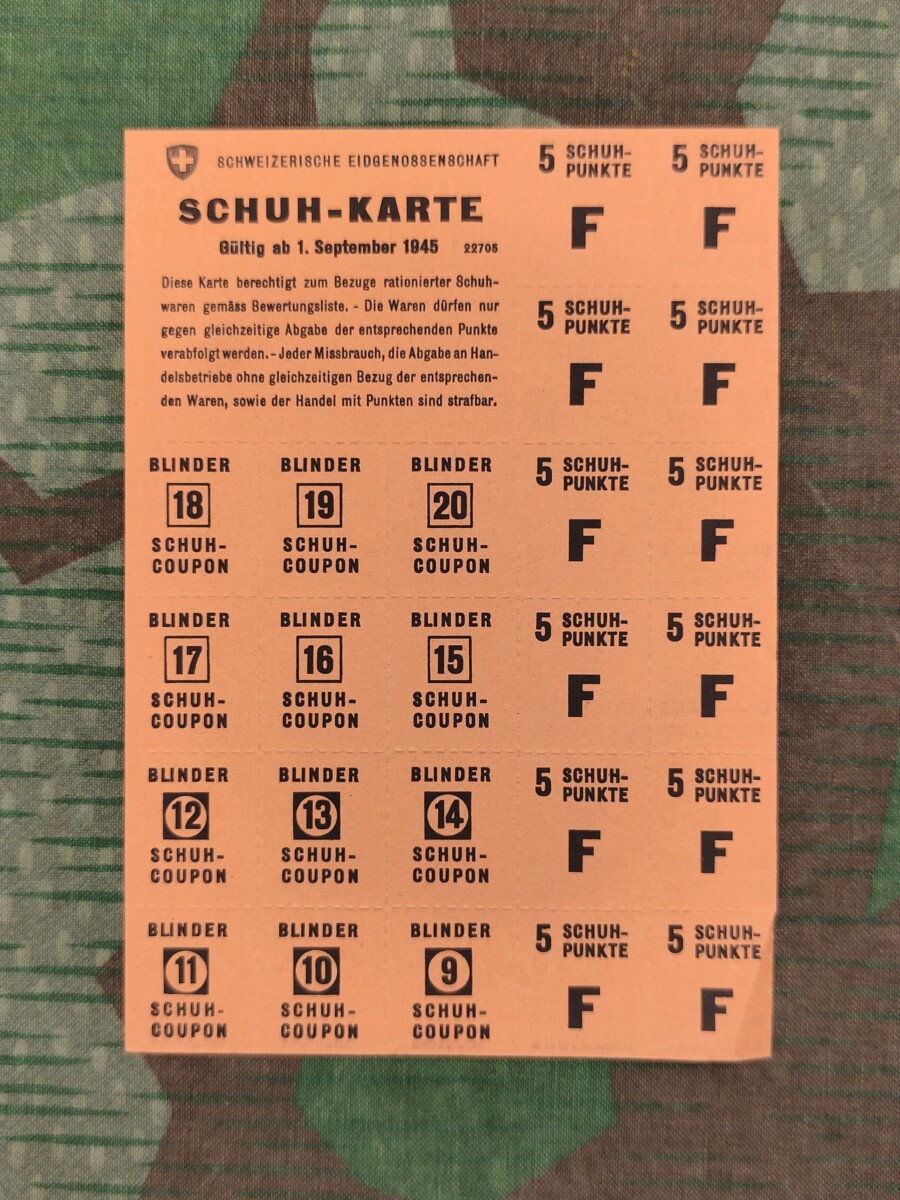 SCHWEIZERISCHE EIDGENOSSENSCHAFT
SCHUH-KARTE
Gültig ab 1. September 1945 22705
Diese Karte berechtigt zum Bezuge rationierter Schuh-
waren gemäss Bewertungsliste. - Die Waren dürfen nur
gegen gleichzeitige Abgabe der entsprechenden Punkte
verabfolgt werden. - Jeder Missbrauch, die Abgabe an Han-
delsbetriebe ohne gleichzeitigen Bezug der entsprechen-
den Waren, sowie der Handel mit Punkten sind strafbar.
5 SCHUH-
PUNKTE
F
5 SCHUH-
PUNKTE
F
5 SCHUH-
PUNKTE
F
5 SCHUH-
PUNKTE
F
BLINDER
18
SCHUH-
COUPON
BLINDER
19
SCHUH-
COUPON
BLINDER
20
SCHUH-
COUPON
5 SCHUH-
PUNKTE
F
5 SCHUH-
PUNKTE
F
BLINDER
17
SCHUH-
COUPON
BLINDER
16
SCHUH-
COUPON
BLINDER
15
SCHUH-
COUPON
5 SCHUH-
PUNKTE
F
5 SCHUH-
PUNKTE
F
BLINDER
12
SCHUH-
COUPON
BLINDER
13
SCHUH-
COUPON
BLINDER
14
SCHUH-
COUPON
5 SCHUH-
PUNKTE
F
5 SCHUH-
PUNKTE
F
BLINDER
11
SCHUH-
COUPON
BLINDER
10
SCHUH-
COUPON
BLINDER
9
SCHUH-
COUPON
5 SCHUH-
PUNKTE
F
5 SCHUH-
PUNKTE
F